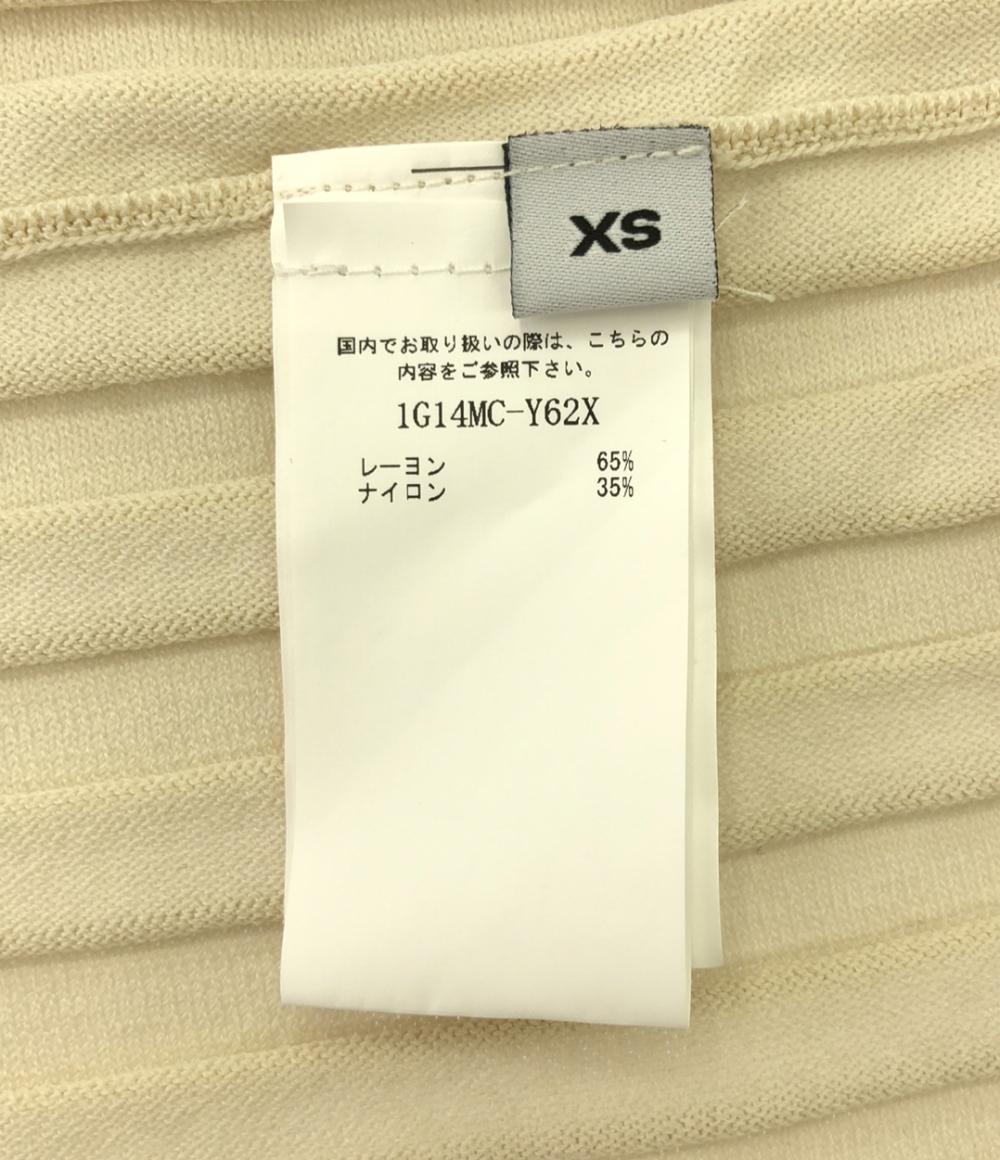 XS
国内でお取り扱いの際は、こちらの
内容をご参照下さい。
1G14MC-Y62X
レーヨン 65%
ナイロン 35%